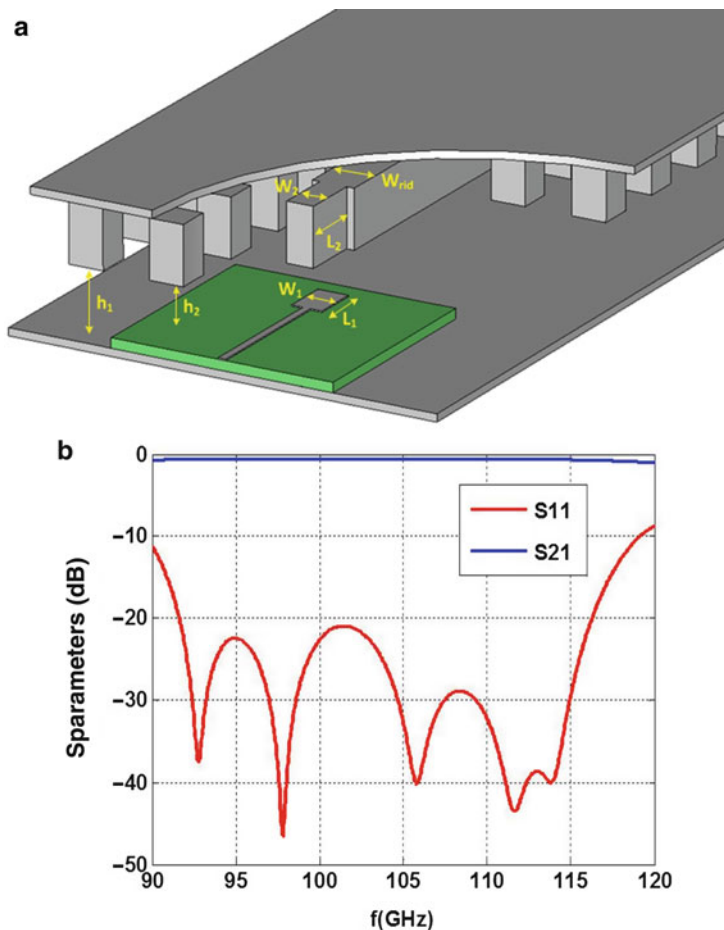 a
W₂
Wrid
L₂
h₁
h₂
W₁
L₁
b
Sparameters (dB)
0
−10
−20
−30
−40
−50
S11
S21
90
95
100
105
110
115
120
f(GHz)